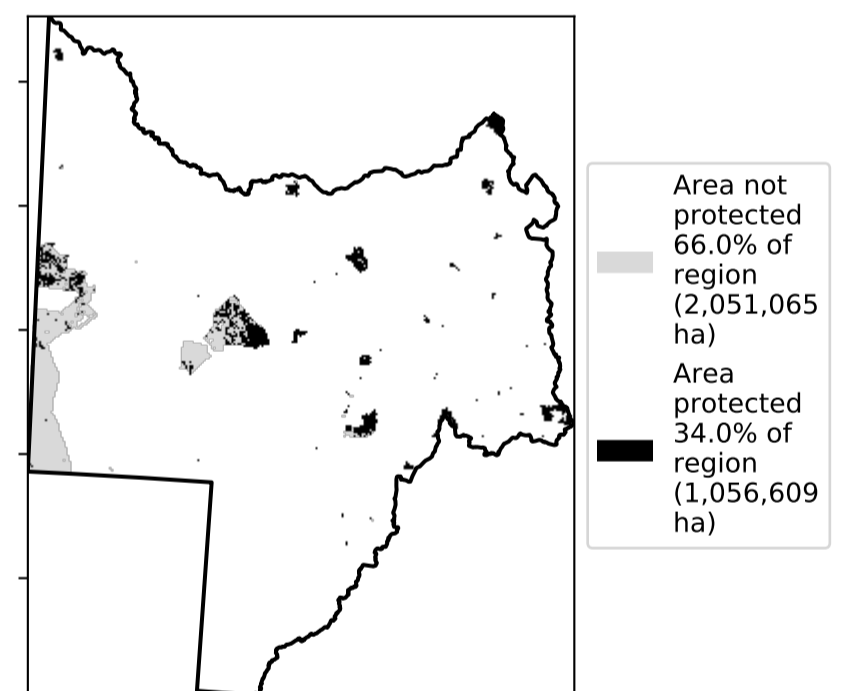 Area not
protected
66.0% of
region
(2,051,065
ha)
Area
protected
34.0% of
region
(1,056,609
ha)